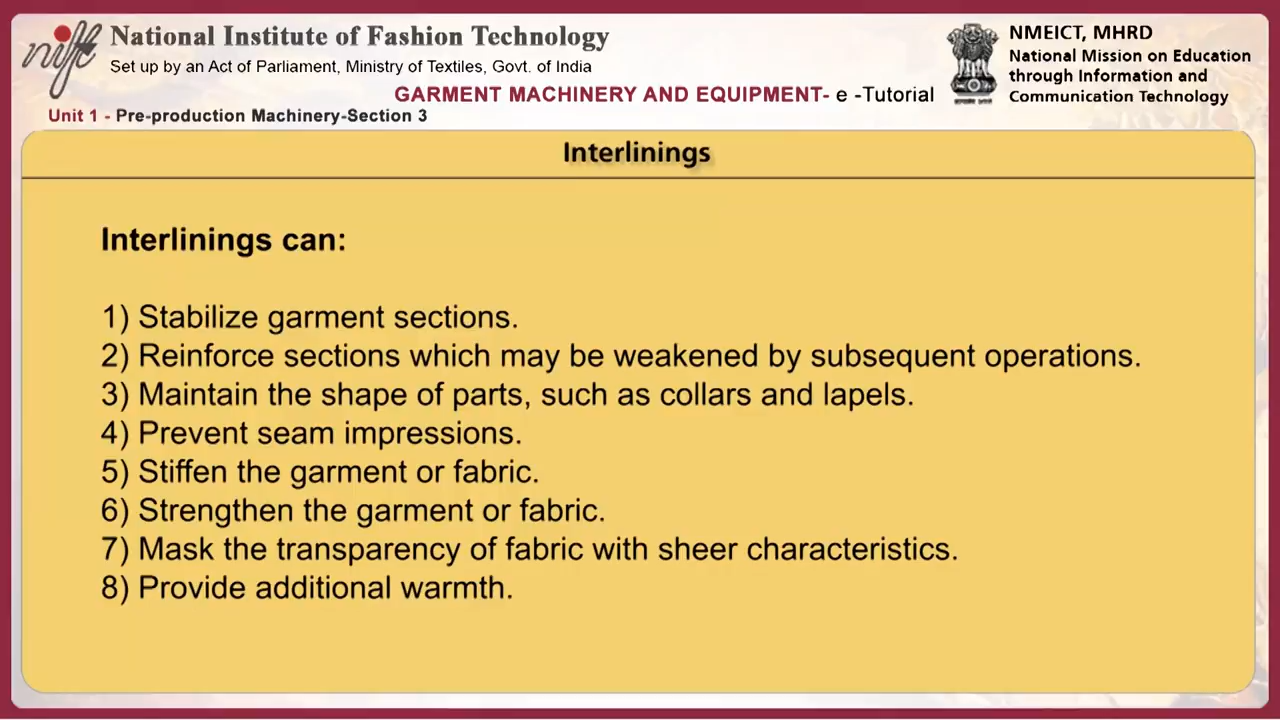 nift
National Institute of Fashion Technology
Set up by an Act of Parliament, Ministry of Textiles, Govt. of India
NMEICT, MHRD
National Mission on Education
through Information and
Communication Technology
GARMENT MACHINERY AND EQUIPMENT- e -Tutorial
Unit 1 - Pre-production Machinery-Section 3
Interlinings
Interlinings can:
1) Stabilize garment sections.
2) Reinforce sections which may be weakened by subsequent operations.
3) Maintain the shape of parts, such as collars and lapels.
4) Prevent seam impressions.
5) Stiffen the garment or fabric.
6) Strengthen the garment or fabric.
7) Mask the transparency of fabric with sheer characteristics.
8) Provide additional warmth.